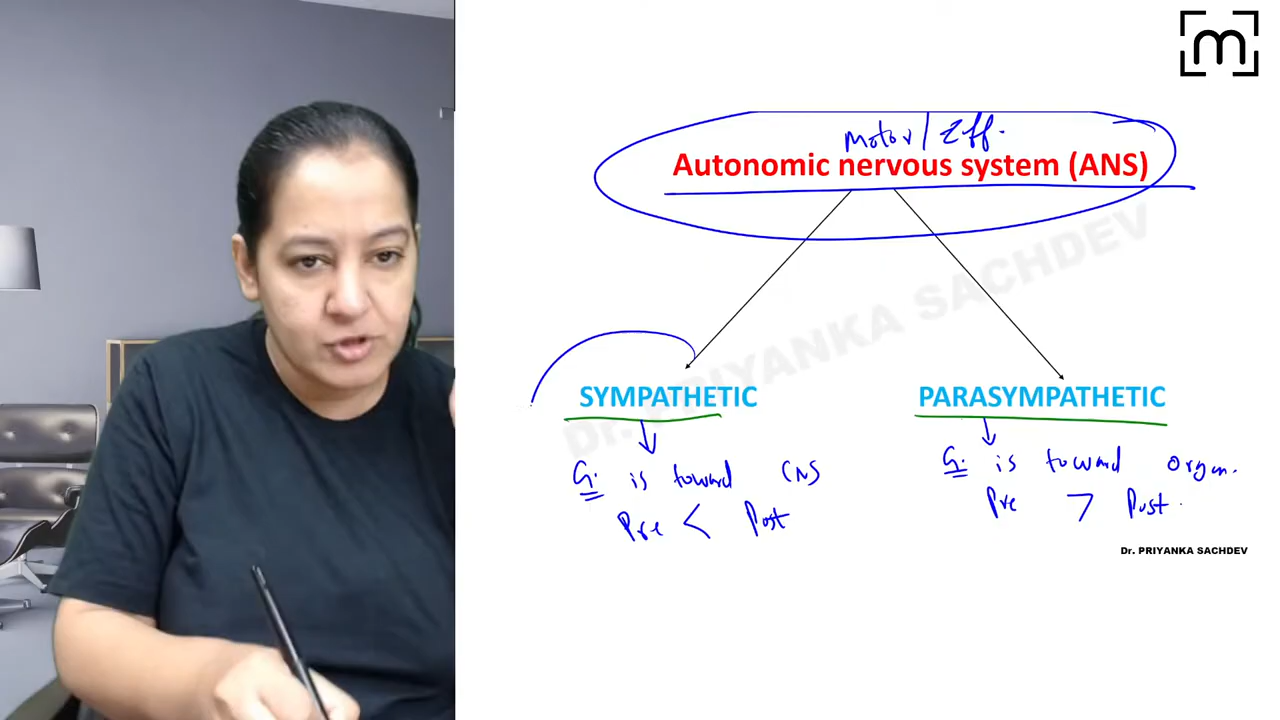 m
Motor / Eff.
Autonomic nervous system (ANS)
Dr. PRIYANKA SACHDEV
SYMPATHETIC
PARASYMPATHETIC
G. is toward CNS
G. is toward organ.
Pre < Post
Pre > Post.
Dr. PRIYANKA SACHDEV